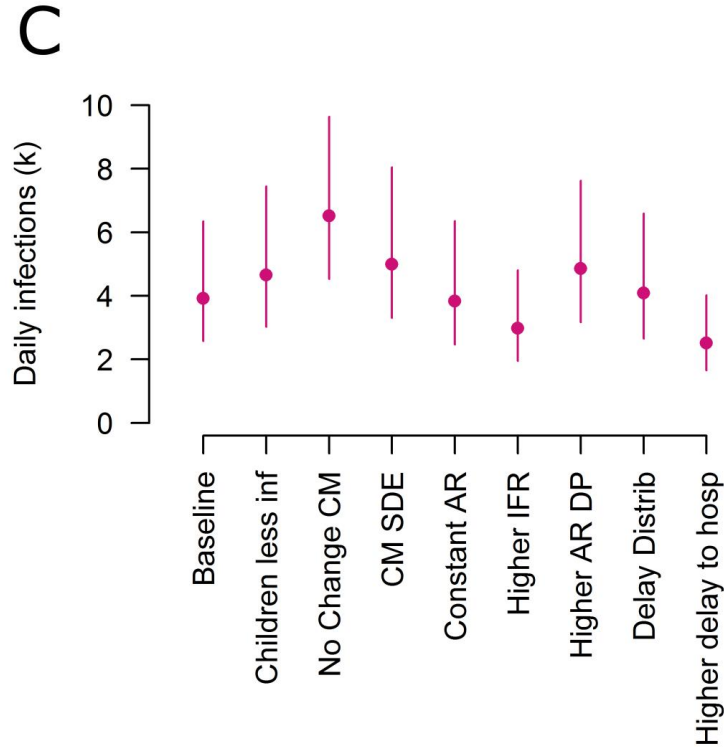 C
Daily infections (k)
10
8
6
4
2
0
Baseline
Children less inf
No Change CM
CM SDE
Constant AR
Higher IFR
Higher AR DP
Delay Distrib
Higher delay to hosp